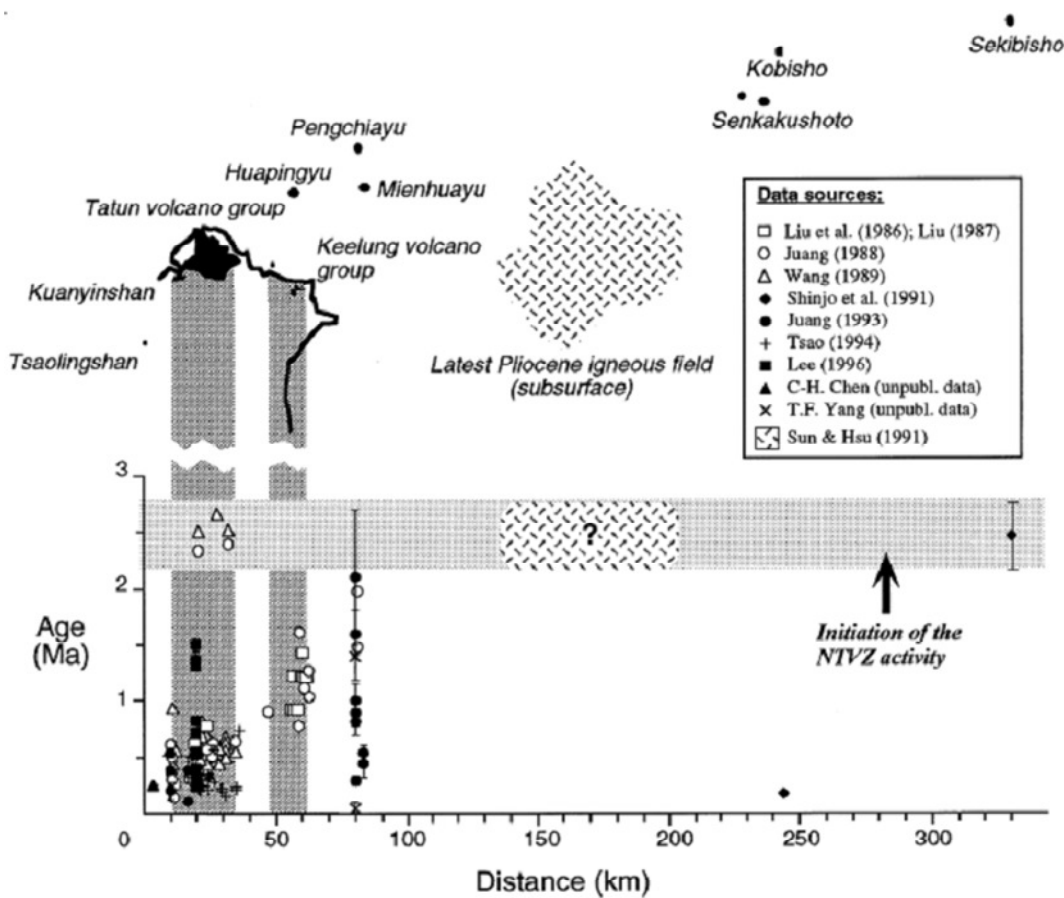 Sekibisho
Kobisho
Senkakushoto
Pengchiayu
Huapingyu
Mienhuayu
Tatun volcano group
Keelung volcano
group
Kuanyinshan
Tsaolingshan
Latest Pliocene igneous field
(subsurface)
Data sources:
Liu et al. (1986); Liu (1987)
Juang (1988)
Wang (1989)
Shinjo et al. (1991)
Juang (1993)
Tsao (1994)
Lee (1996)
C-H. Chen (unpubl. data)
T.F. Yang (unpubl. data)
Sun & Hsu (1991)
3
?
2
Age
(Ma)
Initiation of the
NTVZ activity
1
0 50 100 150 200 250 300
Distance (km)